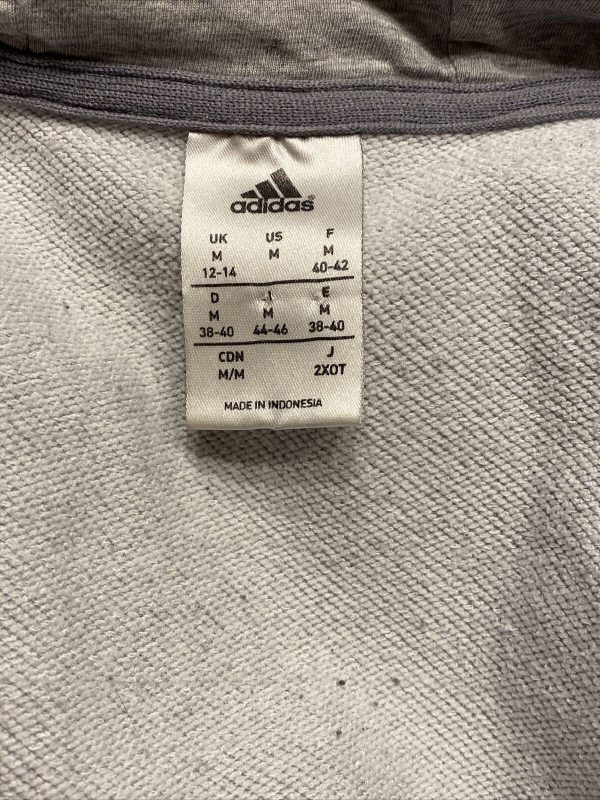 adidas®
UK US F
M M M
12-14 40-42
D I E
M M M
38-40 44-46 38-40
CDN J
M/M 2XOT
MADE IN INDONESIA